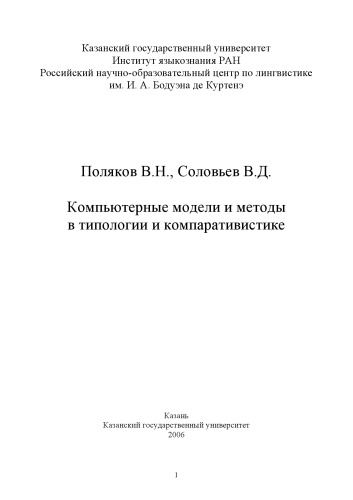 Казанский государственный университет
Институт языкознания РАН
Российский научно-образовательный центр по лингвистике
им. И. А. Бодуэна де Куртенэ
Поляков В.Н., Соловьев В.Д.
Компьютерные модели и методы
в типологии и компаративистике
Казань
Казанский государственный университет
2006
1